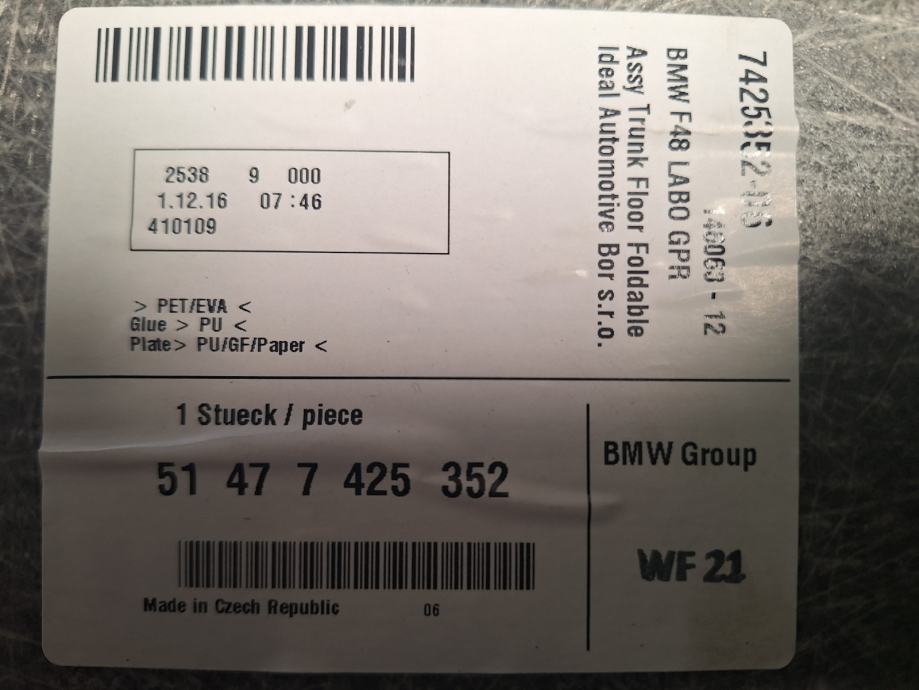 2538 9 000
1.12.16 07:46
410109
> PET/EVA <
Glue > PU <
Plate> PU/GF/Paper <
7425352-06
- 12
BMW F48 LABO GPR
Assy Trunk Floor Foldable
Ideal Automotive Bor s.r.o.
1 Stueck / piece
51 47 7 425 352
Made in Czech Republic 06
BMW Group
WF 21